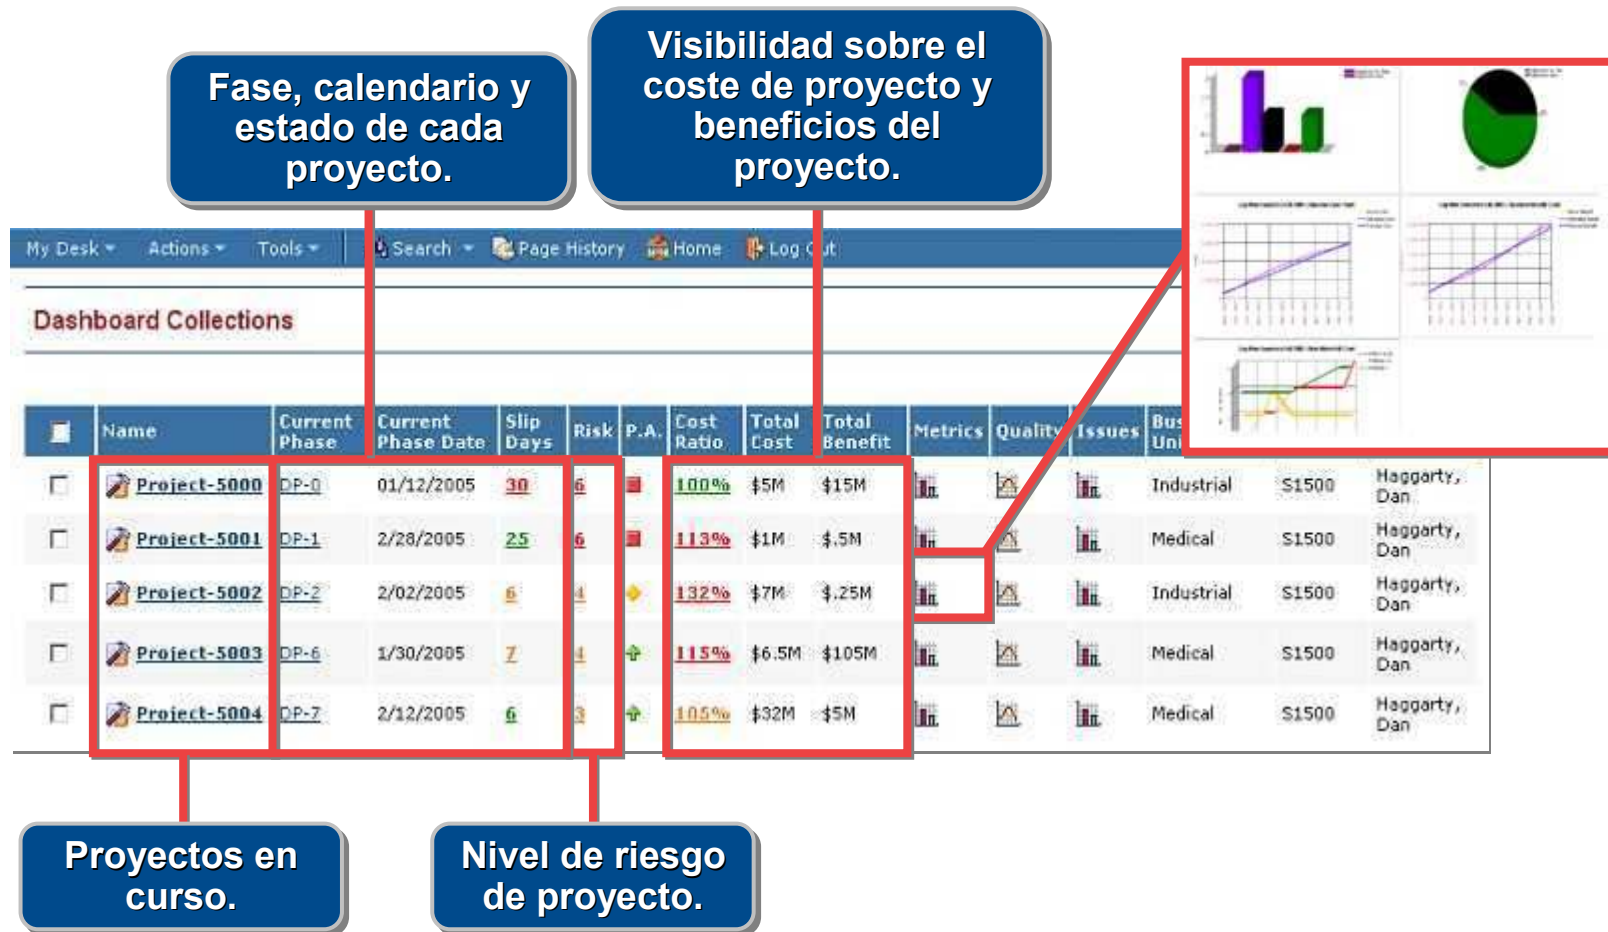 Fase, calendario y
estado de cada
proyecto.
Visibilidad sobre el
coste de proyecto y
beneficios del
proyecto.
My Desk Actions Tools Search Page History Home Log Out
Dashboard Collections
Name Current Phase Current Phase Date Slip Days Risk P.A. Cost Ratio Total Cost Total Benefit Metrics Quality Issues
Project-5000 DP-0 01/12/2005 30 6 100% $5M $15M Industrial S1500 Haggarty, Dan
Project-5001 DP-1 2/28/2005 25 6 113% $1M $.5M Medical S1500 Haggarty, Dan
Project-5002 DP-2 2/02/2005 6 4 132% $7M $.25M Industrial S1500 Haggarty, Dan
Project-5003 DP-6 1/30/2005 7 4 115% $6.5M $105M Medical S1500 Haggarty, Dan
Project-5004 DP-7 2/12/2005 6 3 105% $32M $5M Medical S1500 Haggarty, Dan
Proyectos en
curso.
Nivel de riesgo
de proyecto.